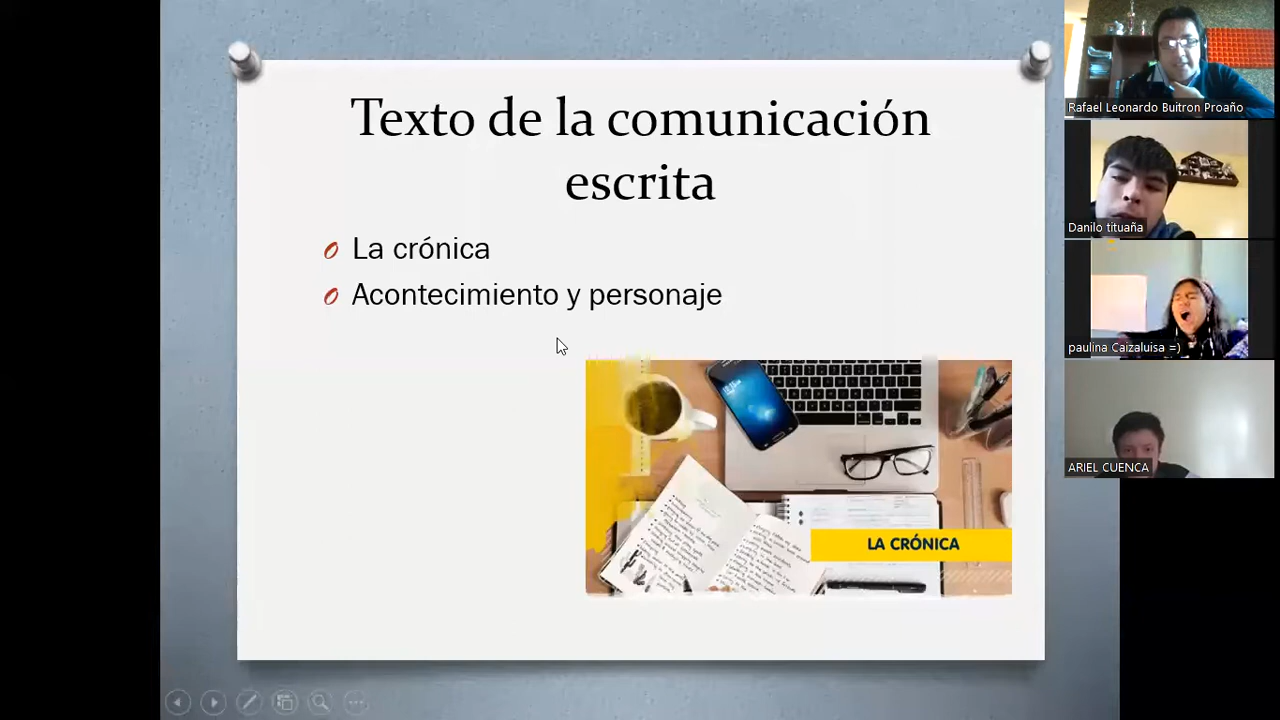 Texto de la comunicación
escrita
La crónica
Acontecimiento y personaje
LA CRÓNICA
Rafael Leonardo Buitron Proaño
Danilo tituaña
paulina Caizaluisa =)
ARIEL CUENCA